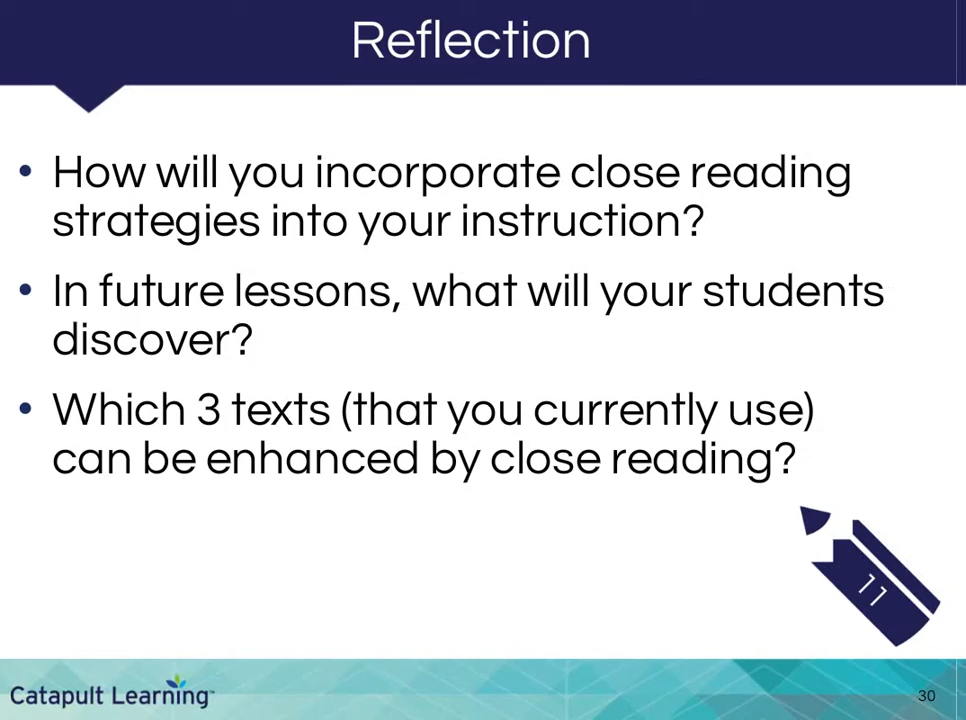 Reflection
• How will you incorporate close reading
strategies into your instruction?
• In future lessons, what will your students
discover?
• Which 3 texts (that you currently use)
can be enhanced by close reading?
11
Catapult Learning™
30